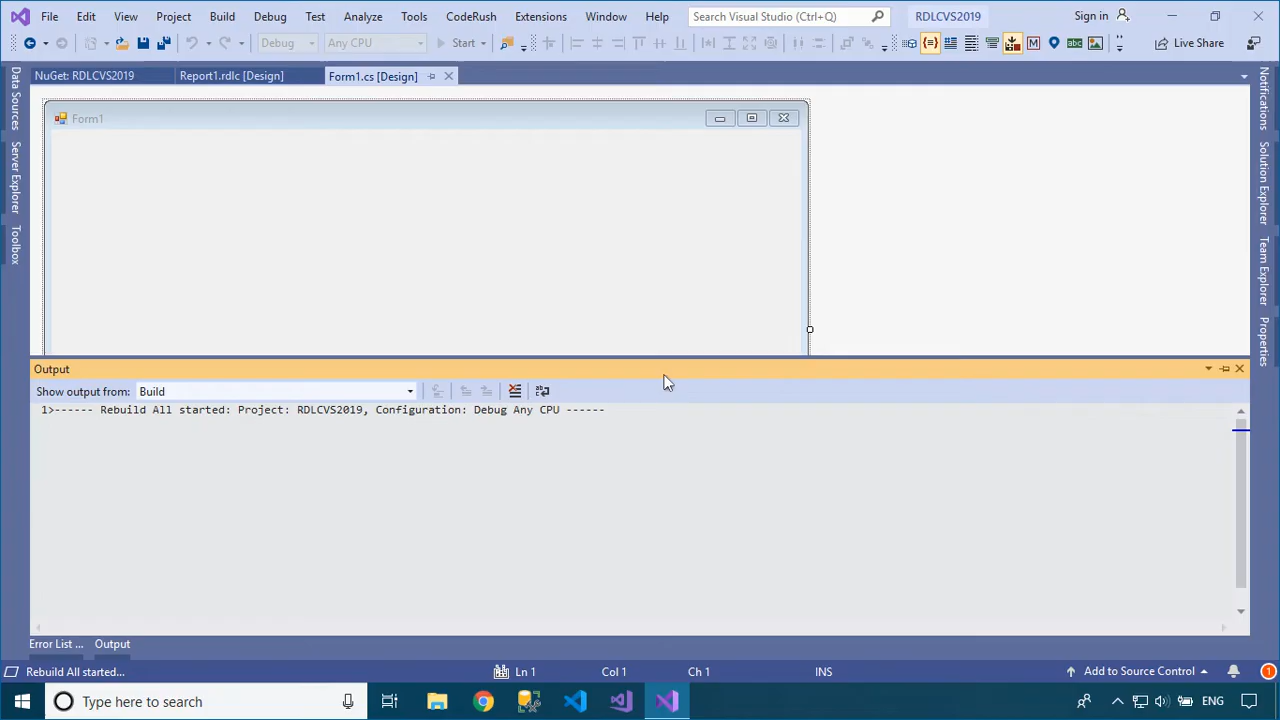 File Edit View Project Build Debug Test Analyze Tools CodeRush Extensions Window Help Search Visual Studio (Ctrl+Q) RDLCVS2019 Sign in
Debug Any CPU Start Live Share
NuGet: RDLCVS2019 Report1.rdlc [Design] Form1.cs [Design]
Data Sources
Server Explorer
Toolbox
Form1
Notifications
Solution Explorer
Team Explorer
Properties
Output
Show output from: Build
1>------ Rebuild All started: Project: RDLCVS2019, Configuration: Debug Any CPU ------
Error List ... Output
Rebuild All started... Ln 1 Col 1 Ch 1 INS Add to Source Control 1
Type here to search ENG